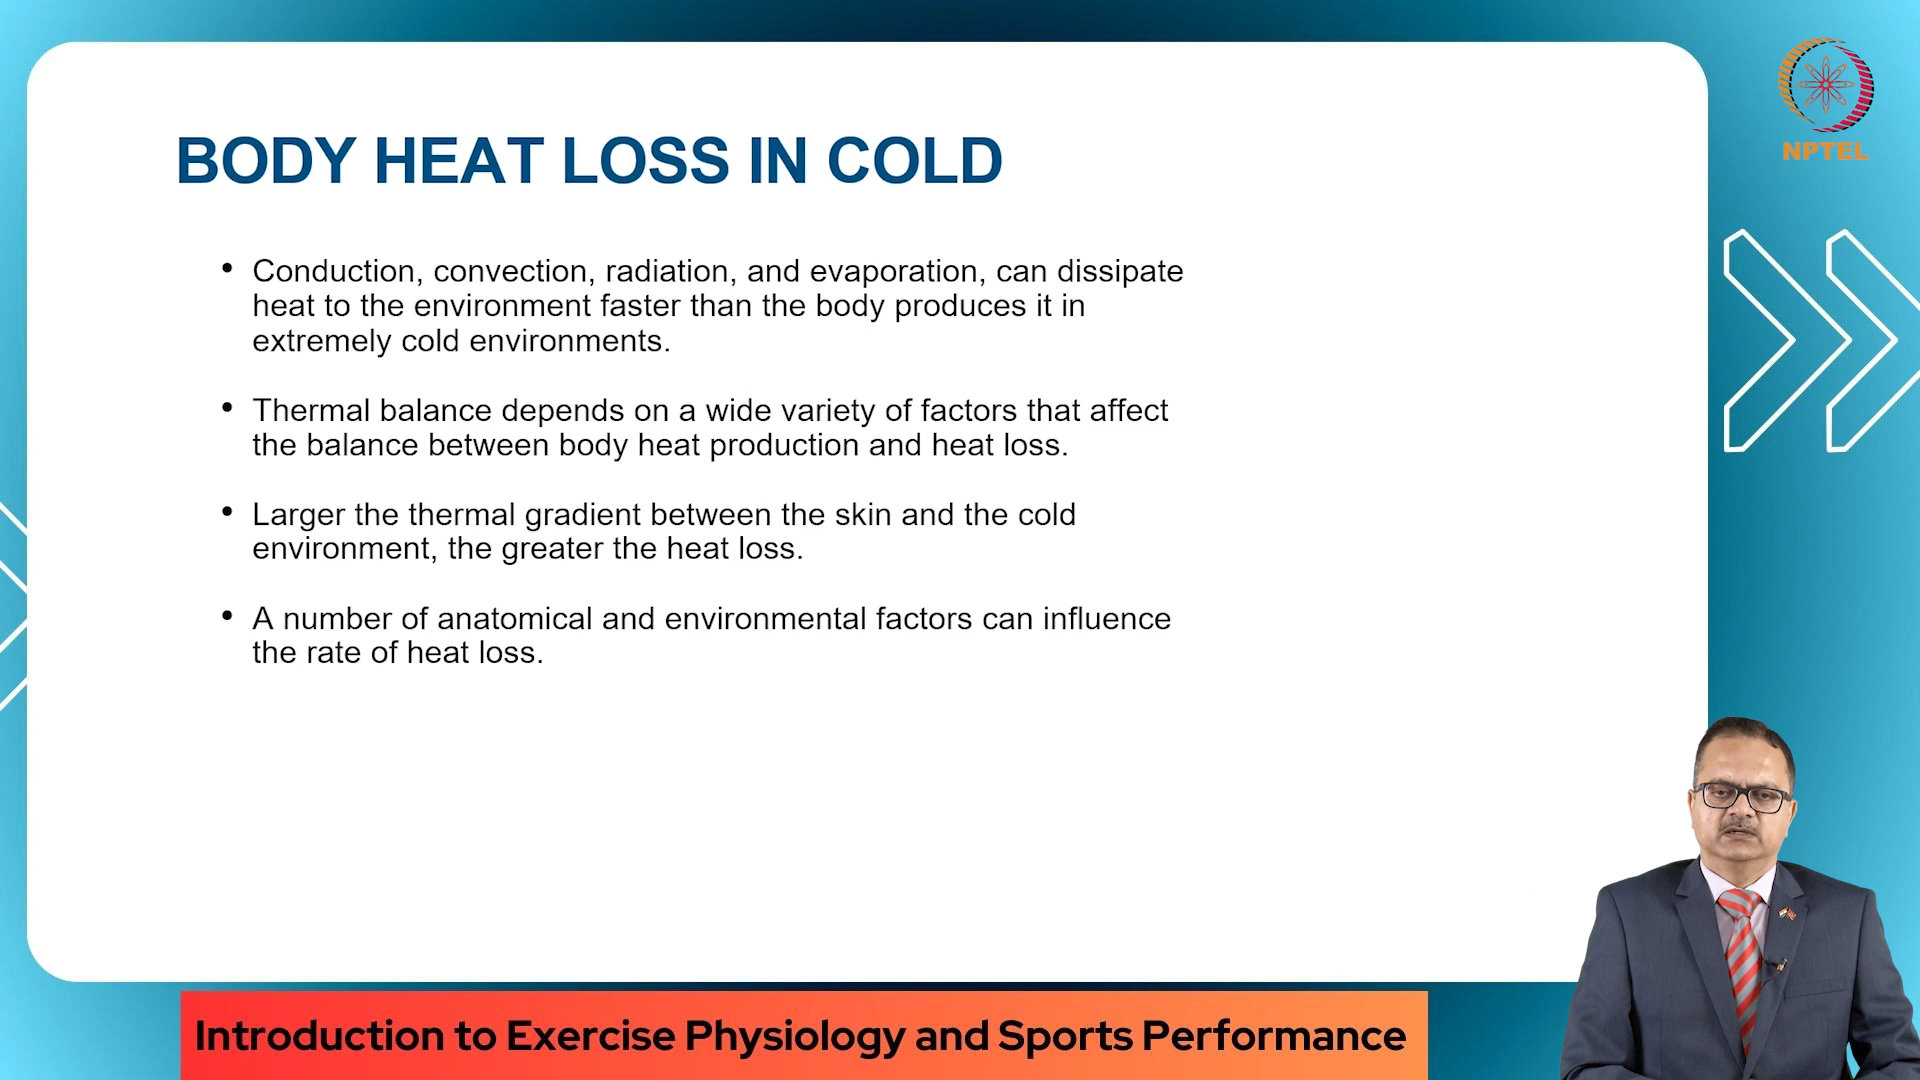 BODY HEAT LOSS IN COLD
• Conduction, convection, radiation, and evaporation, can dissipate
heat to the environment faster than the body produces it in
extremely cold environments.
• Thermal balance depends on a wide variety of factors that affect
the balance between body heat production and heat loss.
• Larger the thermal gradient between the skin and the cold
environment, the greater the heat loss.
• A number of anatomical and environmental factors can influence
the rate of heat loss.
NPTEL
Introduction to Exercise Physiology and Sports Performance